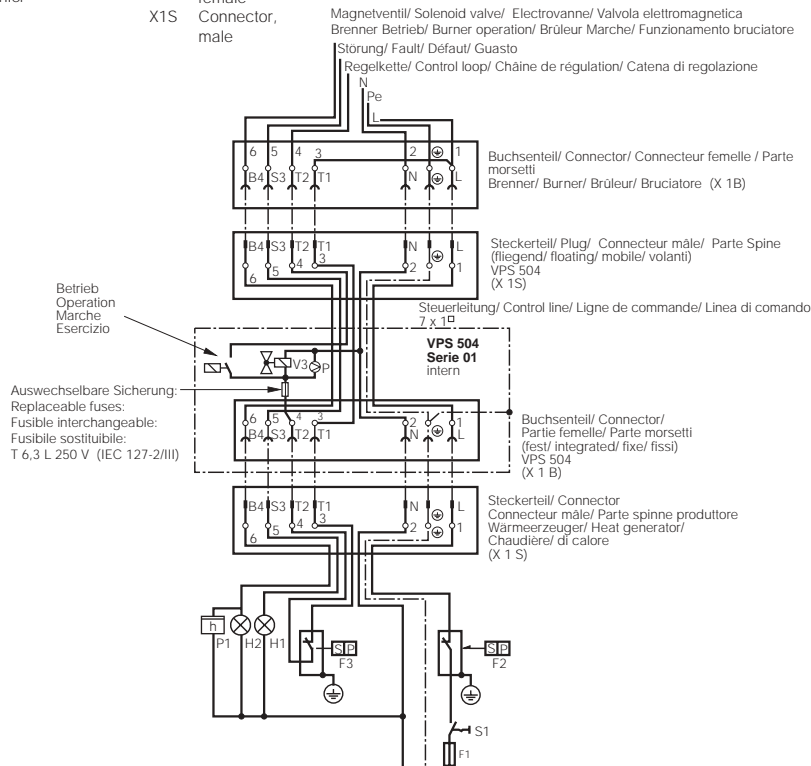 female
X1S Connector,
male
Magnetventil/ Solenoid valve/ Electrovanne/ Valvola elettromagnetica
Brenner Betrieb/ Burner operation/ Brûleur Marche/ Funzionamento bruciatore
Störung/ Fault/ Défaut/ Guasto
Regelkette/ Control loop/ Châine de régulation/ Catena di regolazione
N
Pe
L
6 5 4 3 2 1
B4 S3 T2 T1 N L
Buchsenteil/ Connector/ Connecteur femelle / Parte
morsetti
Brenner/ Burner/ Brûleur/ Bruciatore (X 1B)
B4 S3 T2 T1 N L
6 5 4 3 2 1
Steckerteil/ Plug/ Connecteur mâle/ Parte Spine
(fliegend/ floating/ mobile/ volanti)
VPS 504
(X 1S)
Steuerleitung/ Control line/ Ligne de commande/ Linea di comando
7 x 1□
Betrieb
Operation
Marche
Esercizio
VPS 504
Serie 01
intern
V3 P
Auswechselbare Sicherung:
Replaceable fuses:
Fusible interchangeable:
Fusibile sostituibile:
T 6,3 L 250 V (IEC 127-2/III)
6 5 4 3 2 1
B4 S3 T2 T1 N L
Buchsenteil/ Connector/
Partie femelle/ Parte morsetti
(fest/ integrated/ fixe/ fissi)
VPS 504
(X 1 B)
B4 S3 T2 T1 N L
6 5 4 3 2 1
Steckerteil/ Connector
Connecteur mâle/ Parte spinne produttore
Wärmeerzeuger/ Heat generator/
Chaudière/ di calore
(X 1 S)
h
P1 H2 H1
S P
F3
S P
F2
S1
F1